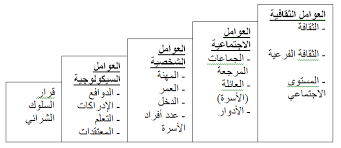 العوامل الثقافية
- الثقافة
- الثقافة الفرعية
- المستوى
الاجتماعي
العوامل
الاجتماعية
- الجماعات
المرجعة
- العائلة
(الأسرة)
- الأدوار
العوامل
الشخصية
- المهنة
- العمر
- الدخل
- عدد أفراد
الأسرة
العوامل
السيكولوجية
- الدوافع
- الإدراكات
- التعلم
- المعتقدات
قرار
السلوك
الشرائي